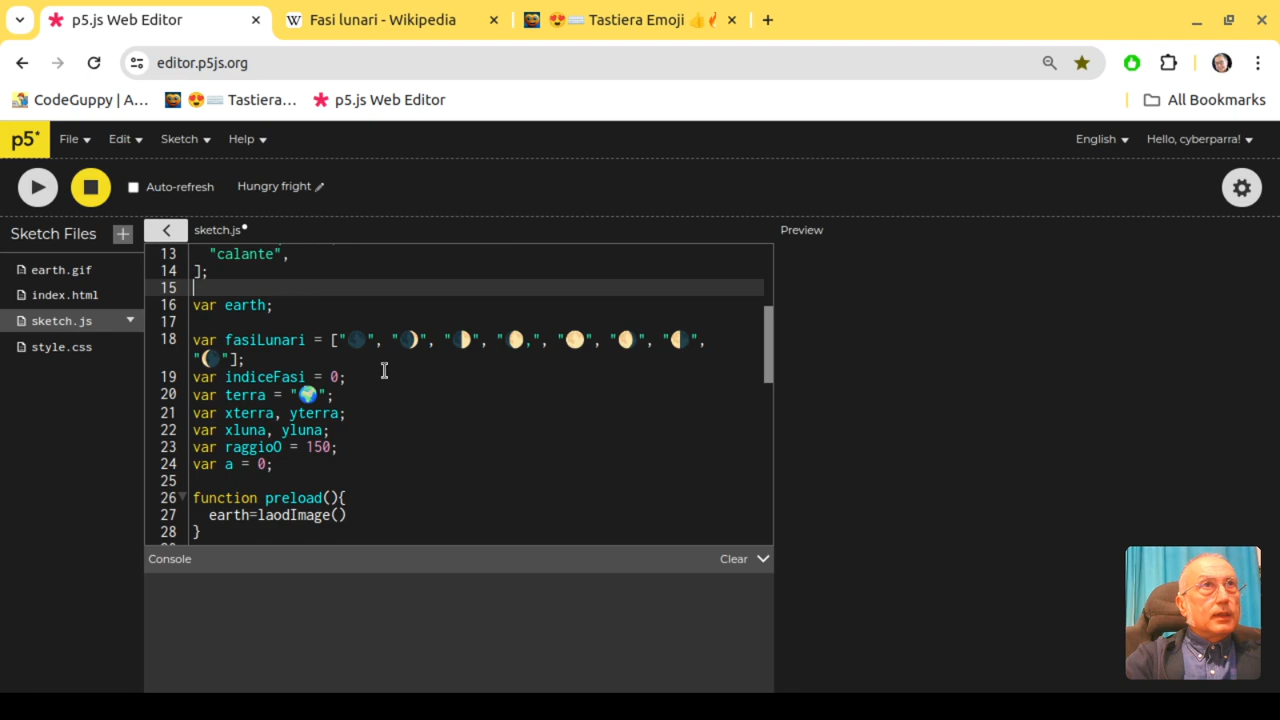 p5.js Web Editor
Fasi lunari - Wikipedia
😍⌨️ Tastiera Emoji 👍🔥
editor.p5js.org
CodeGuppy | A...
😍⌨️ Tastiera...
p5.js Web Editor
All Bookmarks
p5*
File
Edit
Sketch
Help
English
Hello, cyberparra!
Auto-refresh
Hungry fright
Sketch Files
sketch.js
Preview
earth.gif
index.html
sketch.js
style.css
13 "calante",
14 ];
15
16 var earth;
17
18 var fasiLunari = ["🌑", "🌒", "🌓", "🌔,", "🌕", "🌖", "🌗",
"🌘"];
19 var indiceFasi = 0;
20 var terra = "🌍";
21 var xterra, yterra;
22 var xluna, yluna;
23 var raggioO = 150;
24 var a = 0;
25
26 function preload(){
27 earth=laodImage()
28 }
Console
Clear